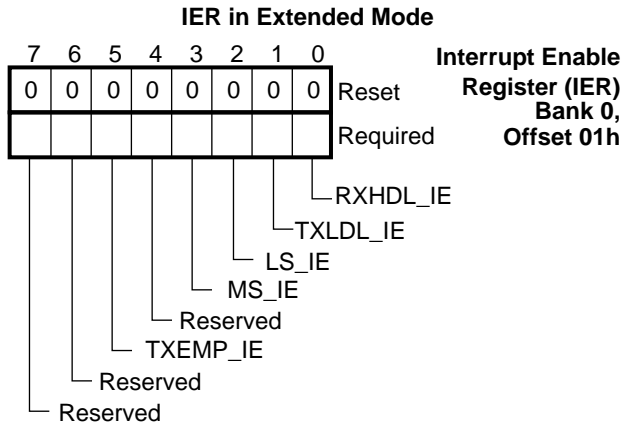 IER in Extended Mode
7 6 5 4 3 2 1 0
Interrupt Enable
Register (IER)
Bank 0,
Offset 01h
0 0 0 0 0 0 0 0 Reset
Required
RXHDL_IE
TXLDL_IE
LS_IE
MS_IE
Reserved
TXEMP_IE
Reserved
Reserved